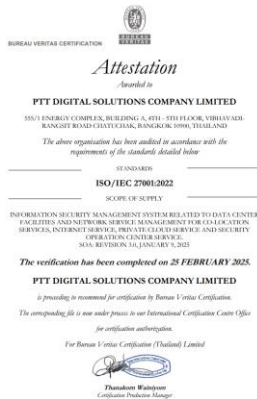 BUREAU VERITAS CERTIFICATION
BUREAU VERITAS
Attestation
Awarded to
PTT DIGITAL SOLUTIONS COMPANY LIMITED
555/1 ENERGY COMPLEX, BUILDING A, 4TH - 5TH FLOOR, VIBHAVADI-
RANGSIT ROAD CHATUCHAK, BANGKOK 10900, THAILAND
The above organisation has been audited in accordance with the
requirements of the standards detailed below
STANDARDS
ISO/IEC 27001:2022
SCOPE OF SUPPLY
INFORMATION SECURITY MANAGEMENT SYSTEM RELATED TO DATA CENTER
FACILITIES AND NETWORK SERVICE MANAGEMENT FOR CO-LOCATION
SERVICES, INTERNET SERVICE, PRIVATE CLOUD SERVICE AND SECURITY
OPERATION CENTER SERVICE.
SOA: REVISION 3.0, JANUARY 9, 2025
The verification has been completed on 25 FEBRUARY 2025.
PTT DIGITAL SOLUTIONS COMPANY LIMITED
is proceeding to recommend for certification by Bureau Veritas Certification.
The corresponding file is now under process to our International Certification Centre Office
for certification authorization.
For Bureau Veritas Certification (Thailand) Limited
Thanakorn Wainiyom
Certification Production Manager